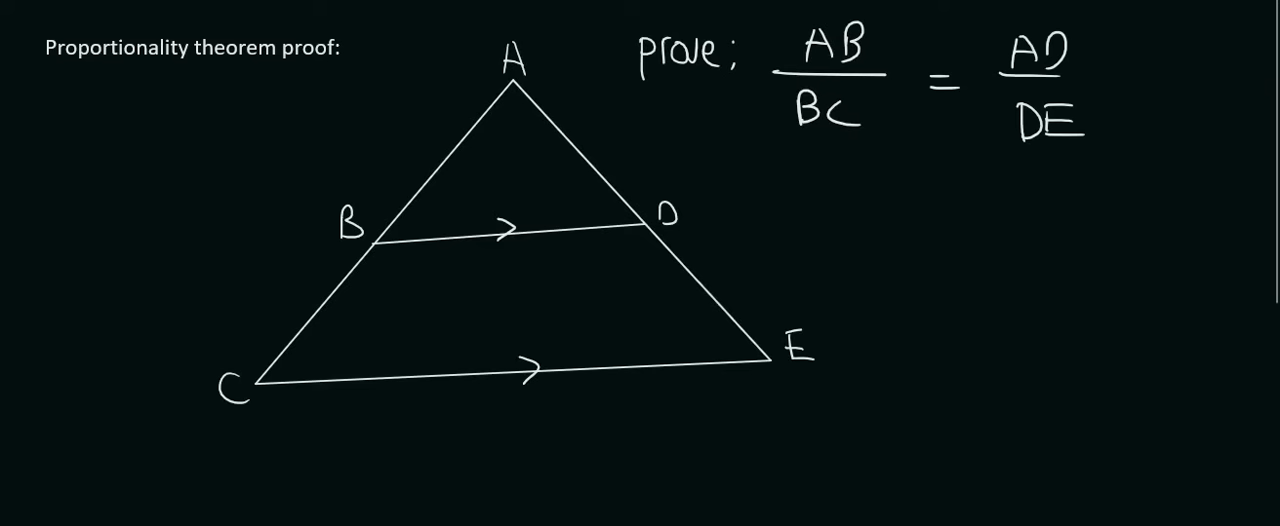 Proportionality theorem proof:
prove; AB = AD
BC DE
A
B
D
E
C